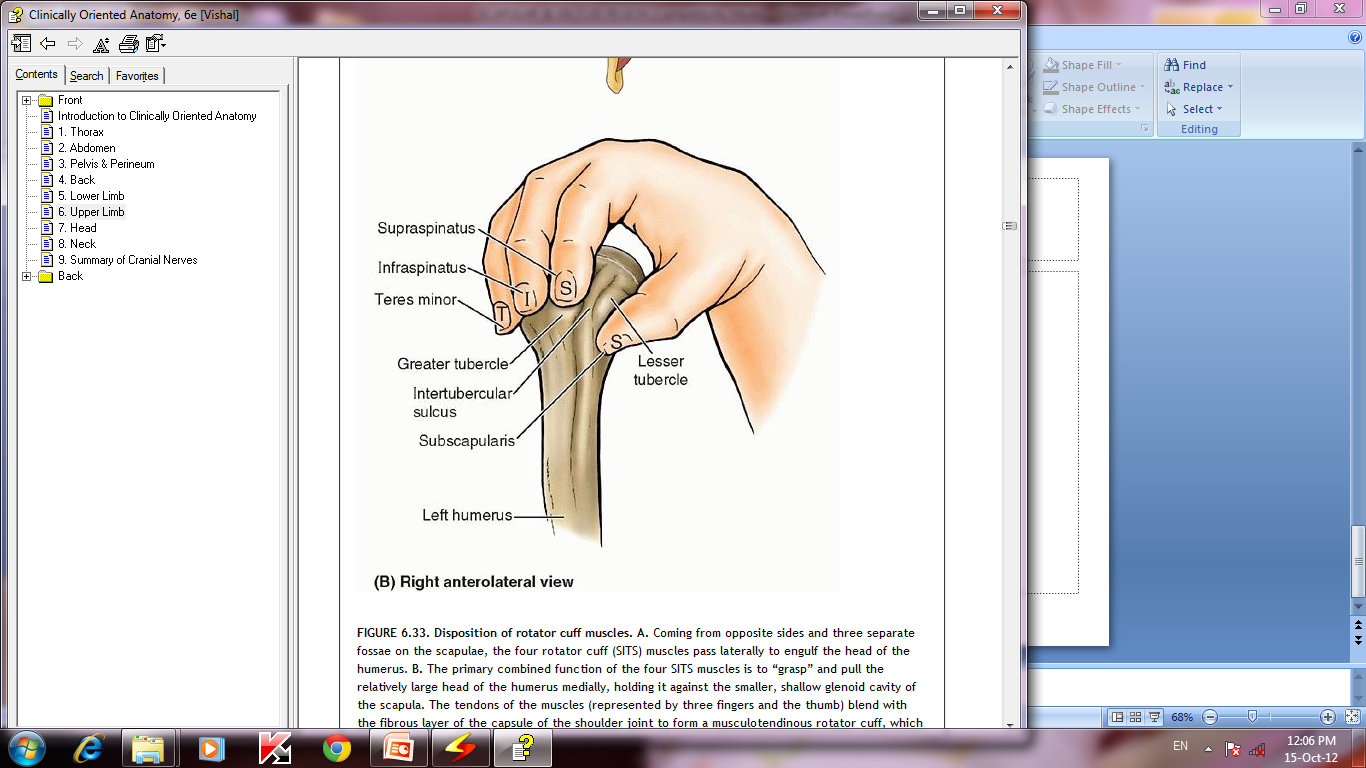 Clinically Oriented Anatomy, 6e [Vishal]
Contents
Search
Favorites
Front
Introduction to Clinically Oriented Anatomy
1. Thorax
2. Abdomen
3. Pelvis & Perineum
4. Back
5. Lower Limb
6. Upper Limb
7. Head
8. Neck
9. Summary of Cranial Nerves
Back
Supraspinatus
Infraspinatus
Teres minor
T
I
S
S
Greater tubercle
Intertubercular
sulcus
Subscapularis
Lesser
tubercle
Left humerus
(B) Right anterolateral view
FIGURE 6.33. Disposition of rotator cuff muscles. A. Coming from opposite sides and three separate
fossae on the scapulae, the four rotator cuff (SITS) muscles pass laterally to engulf the head of the
humerus. B. The primary combined function of the four SITS muscles is to “grasp” and pull the
relatively large head of the humerus medially, holding it against the smaller, shallow glenoid cavity of
the scapula. The tendons of the muscles (represented by three fingers and the thumb) blend with
the fibrous layer of the capsule of the shoulder joint to form a musculotendinous rotator cuff, which
Shape Fill
Shape Outline
Shape Effects
Find
Replace
Select
Editing
68%
EN
12:06 PM
15-Oct-12